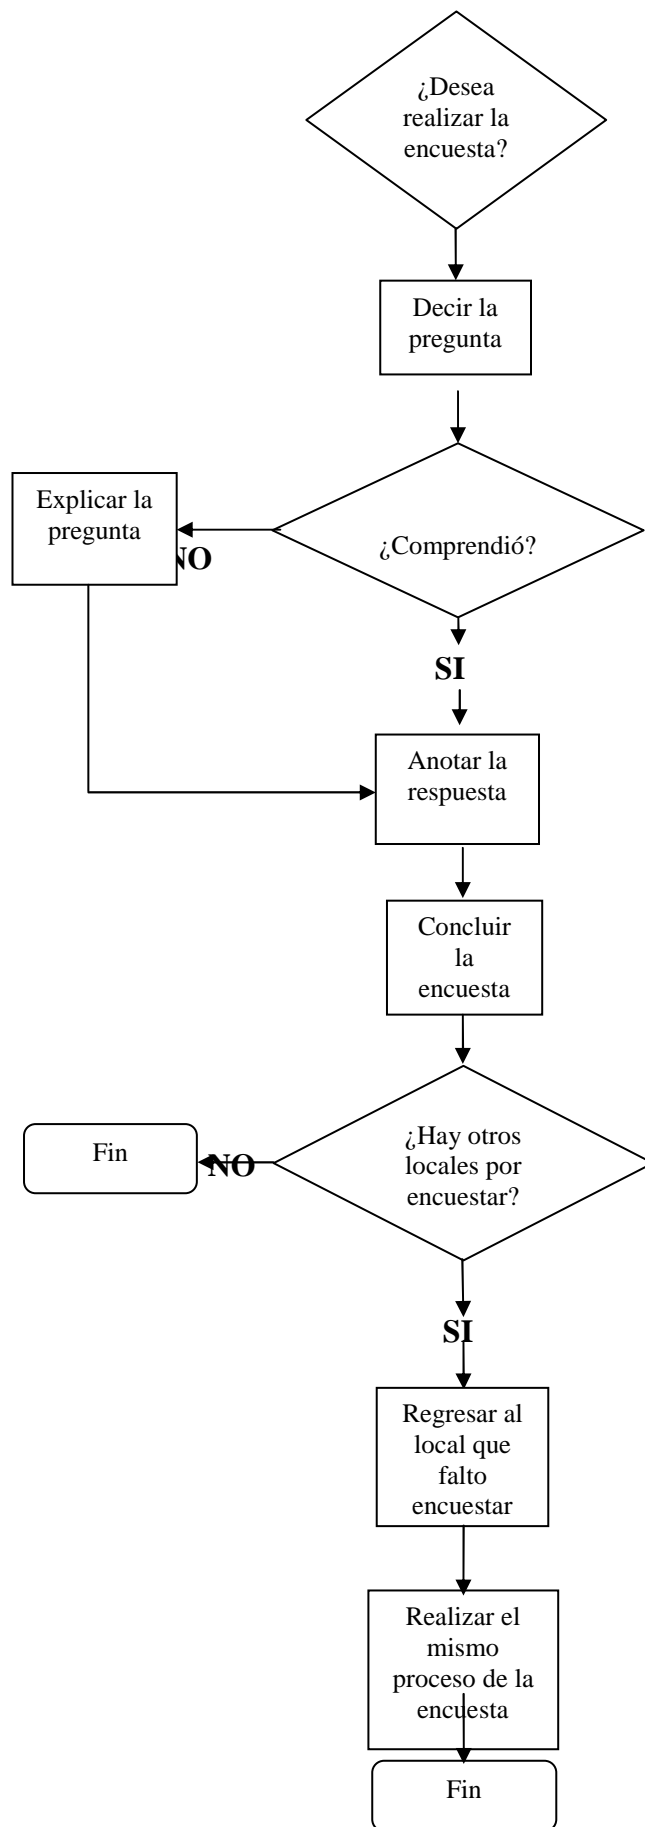 ¿Desea
realizar la
encuesta?
Decir la
pregunta
Explicar la
pregunta
NO
¿Comprendió?
SI
Anotar la
respuesta
Concluir
la
encuesta
Fin
NO
¿Hay otros
locales por
encuestar?
SI
Regresar al
local que
falto
encuestar
Realizar el
mismo
proceso de la
encuesta
Fin